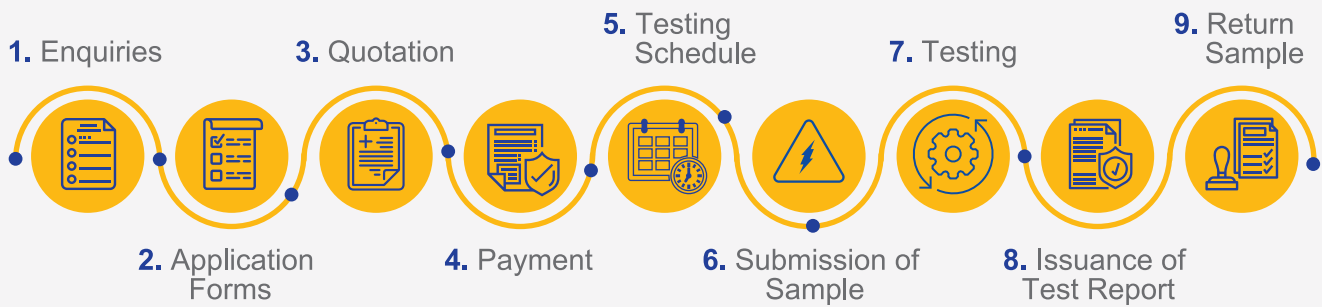 1. Enquiries
2. Application
Forms
3. Quotation
4. Payment
5. Testing
Schedule
6. Submission of
Sample
7. Testing
8. Issuance of
Test Report
9. Return
Sample